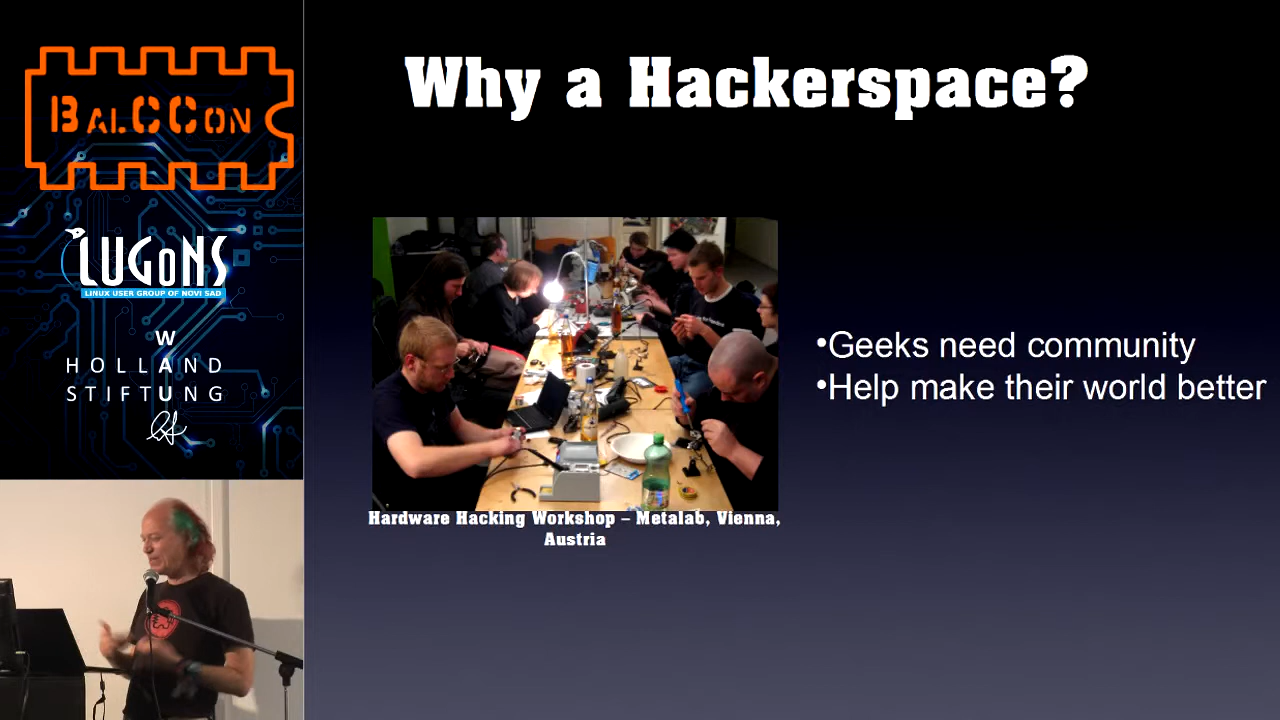 BALCCON
LUGoNS
LINUX USER GROUP OF NOVI SAD
W
HOLLAND
STIFTUNG
Why a Hackerspace?
•Geeks need community
•Help make their world better
Hardware Hacking Workshop – Metalab, Vienna,
Austria